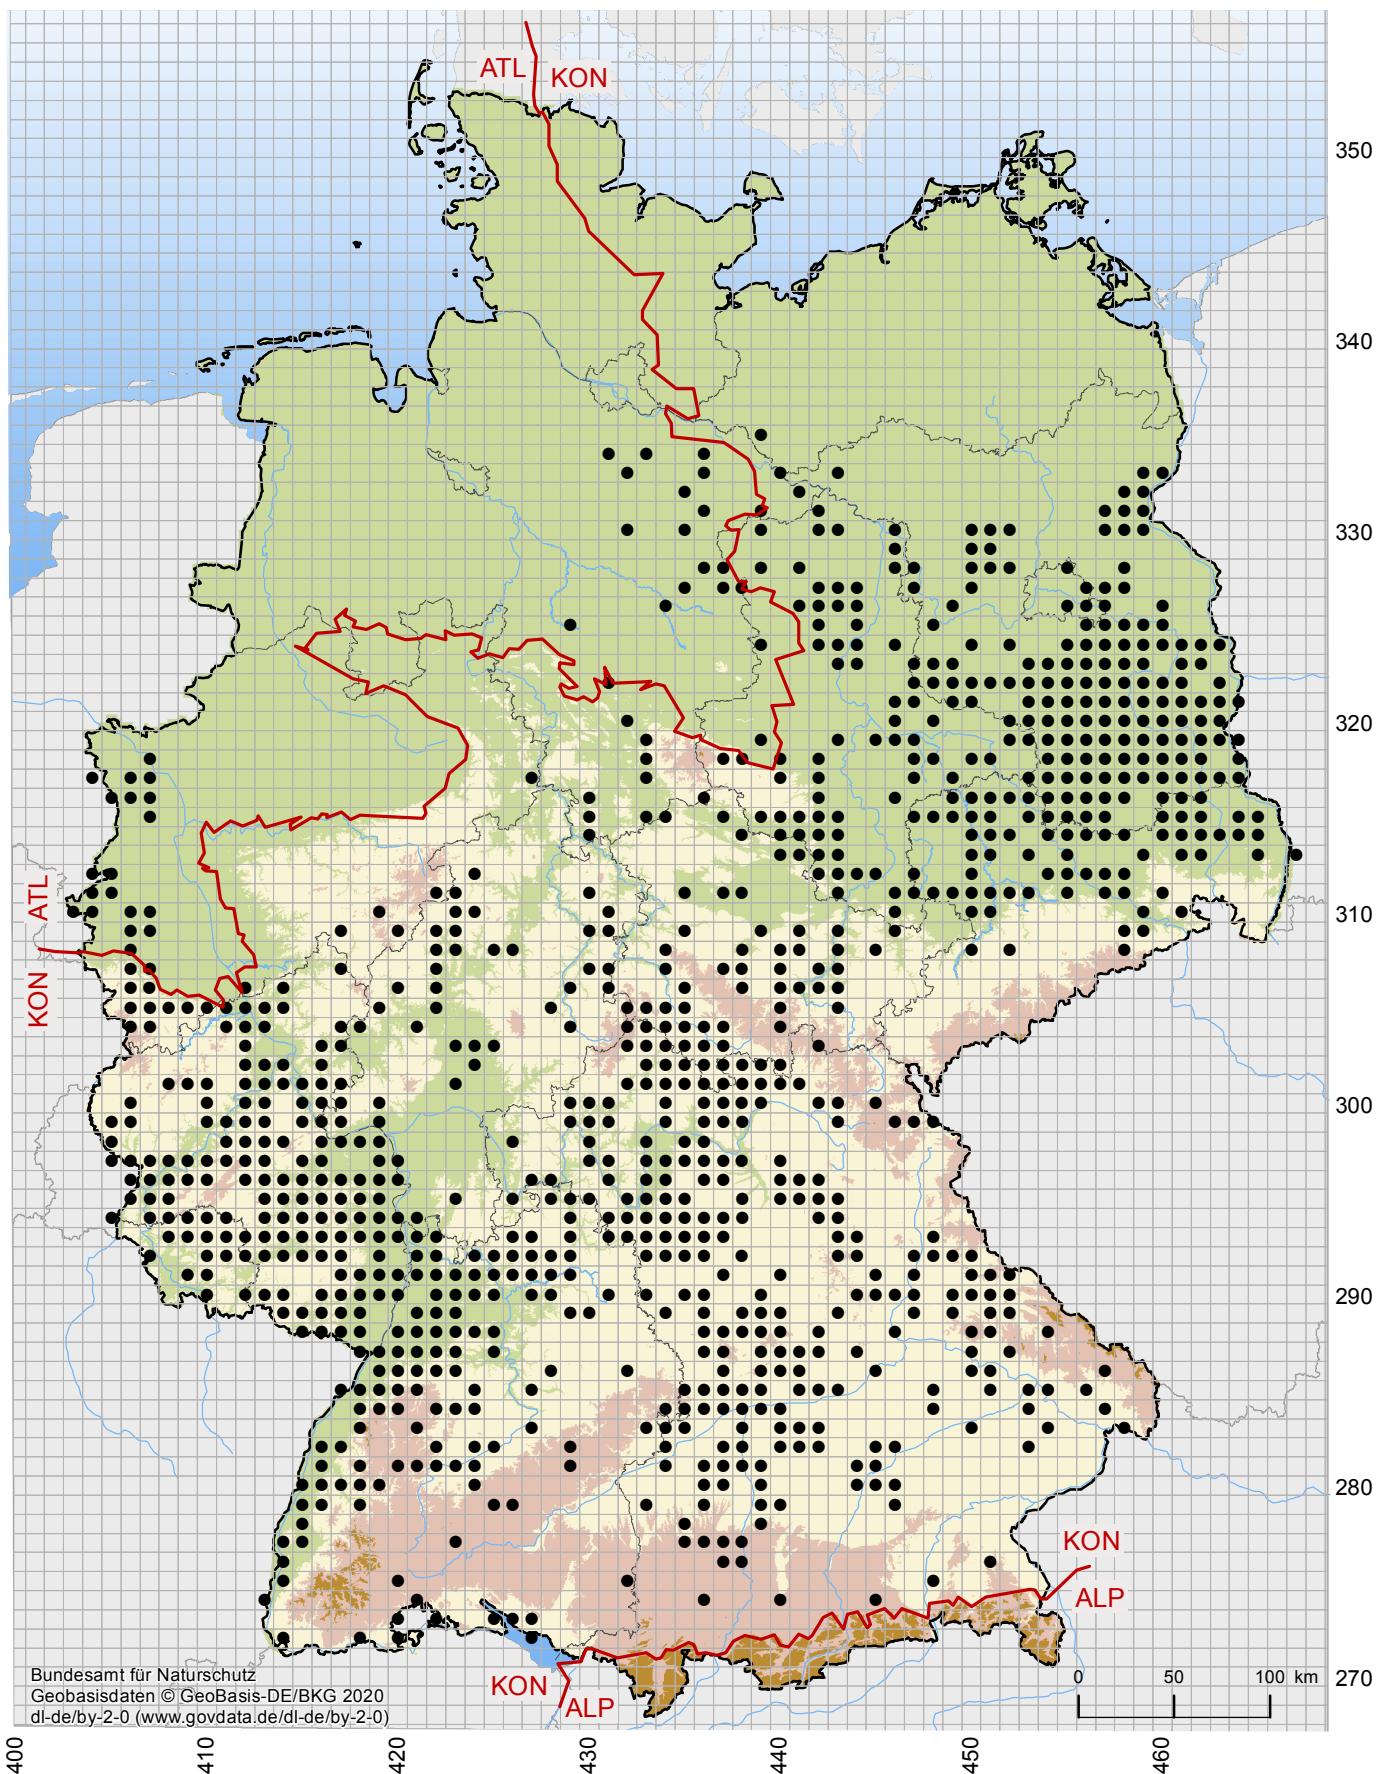 ATL
KON
350
340
330
320
310
300
290
280
270
ATL
KON
KON
ALP
KON
ALP
0 50 100 km
Bundesamt für Naturschutz
Geobasisdaten © GeoBasis-DE/BKG 2020
dl-de/by-2-0 (www.govdata.de/dl-de/by-2-0)
400 410 420 430 440 450 460